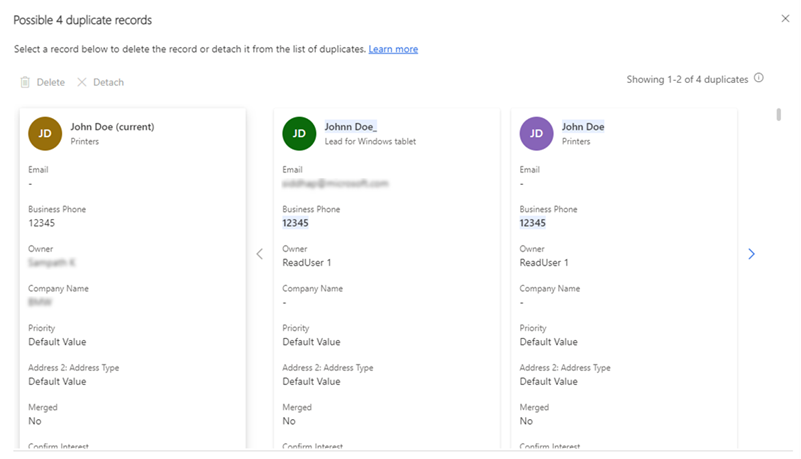 Possible 4 duplicate records
Select a record below to delete the record or detach it from the list of duplicates. Learn more
Delete
Detach
Showing 1-2 of 4 duplicates
JD
John Doe (current)
Printers
Email
-
Business Phone
12345
Owner
Company Name
Priority
Default Value
Address 2: Address Type
Default Value
Merged
No
Confirm Interest
JD
Johnn Doe_
Lead for Windows tablet
Email
Business Phone
12345
Owner
ReadUser 1
Company Name
-
Priority
Default Value
Address 2: Address Type
Default Value
Merged
No
Confirm Interest
JD
John Doe
Printers
Email
-
Business Phone
12345
Owner
ReadUser 1
Company Name
-
Priority
Default Value
Address 2: Address Type
Default Value
Merged
No
Confirm Interest